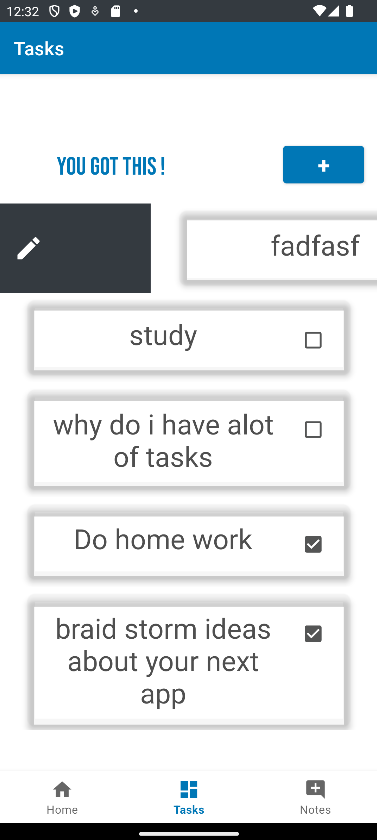 12:32
Tasks
YOU GOT THIS !
+
fadfasf
study
why do i have alot
of tasks
Do home work
braid storm ideas
about your next
app
Home
Tasks
Notes